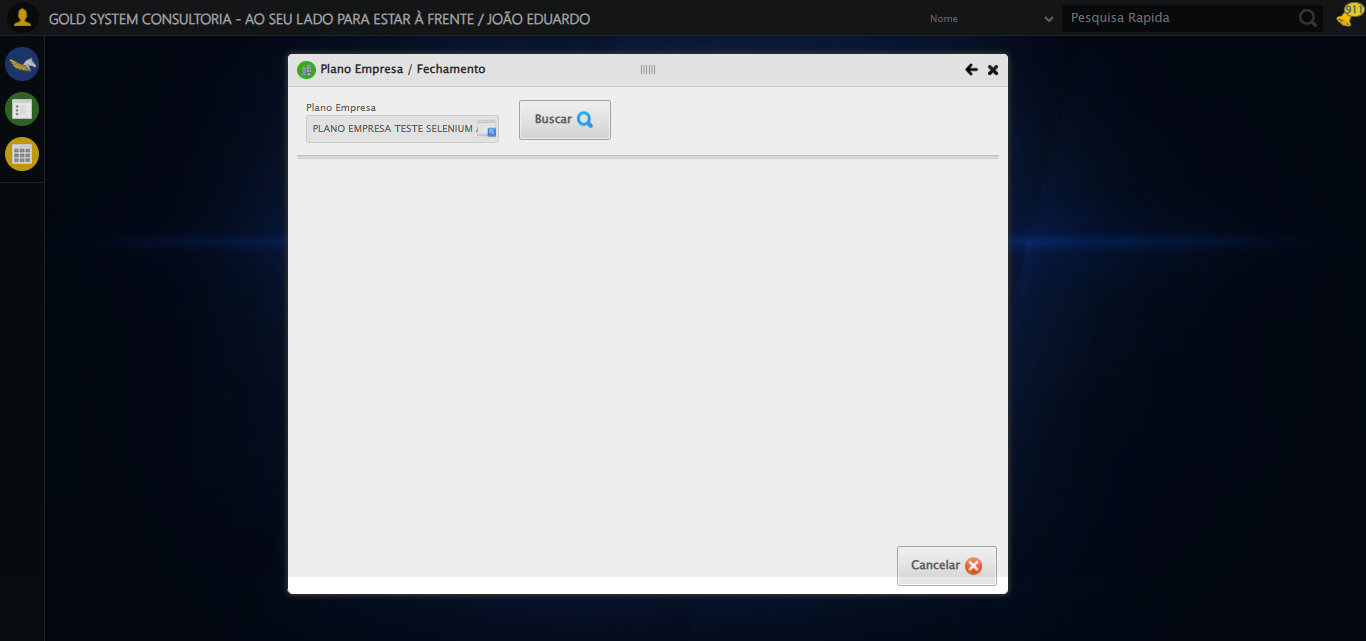 GOLD SYSTEM CONSULTORIA - AO SEU LADO PARA ESTAR À FRENTE / JOÃO EDUARDO
Nome
Pesquisa Rapida
911
Plano Empresa / Fechamento
Plano Empresa
PLANO EMPRESA TESTE SELENIUM
Buscar
Cancelar